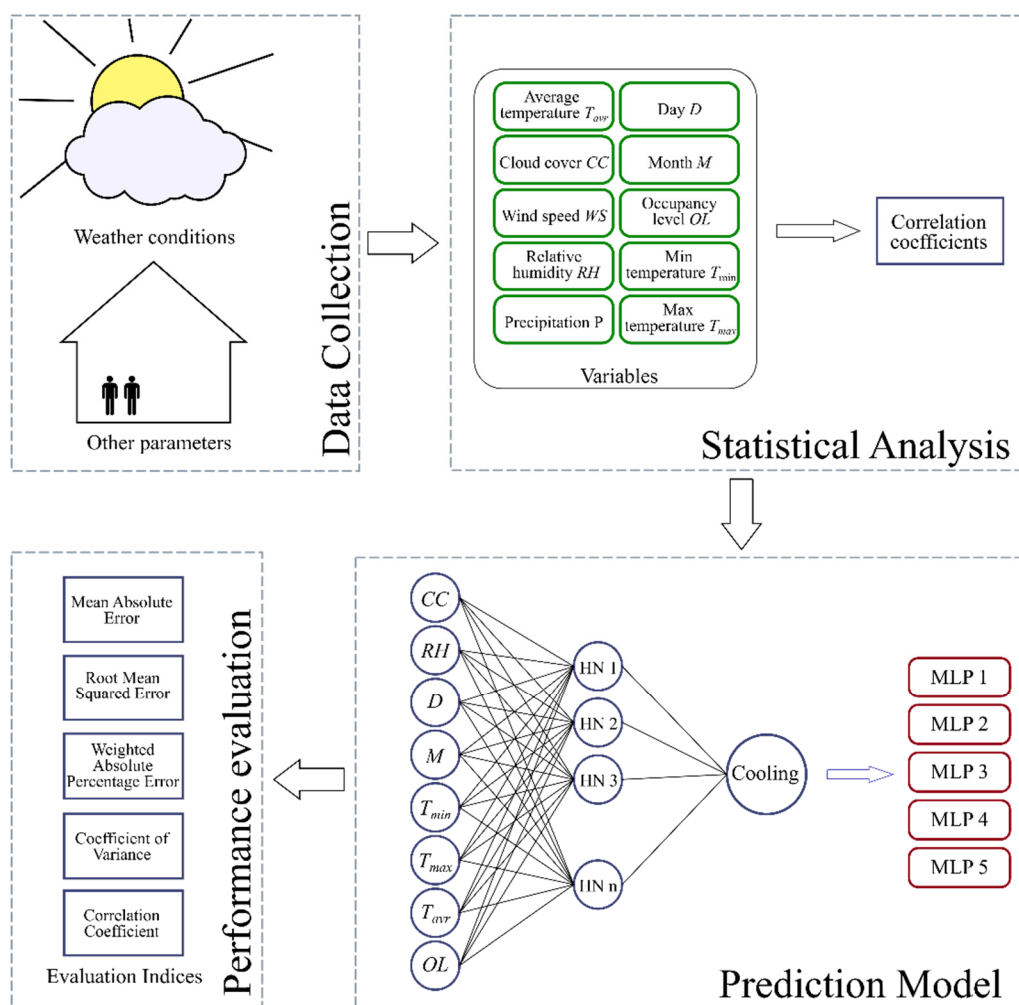 Weather conditions
Other parameters
Data Collection
Average
temperature Tavr
Day D
Cloud cover CC
Month M
Wind speed WS
Occupancy
level OL
Relative
humidity RH
Min
temperature Tmin
Precipitation P
Max
temperature Tmax
Variables
Correlation
coefficients
Statistical Analysis
Mean Absolute
Error
Root Mean
Squared Error
Weighted
Absolute
Percentage Error
Coefficient of
Variance
Correlation
Coefficient
Evaluation Indices
Performance evaluation
CC
RH
D
M
Tmin
Tmax
Tavr
OL
HN 1
HN 2
HN 3
HN n
Cooling
MLP 1
MLP 2
MLP 3
MLP 4
MLP 5
Prediction Model